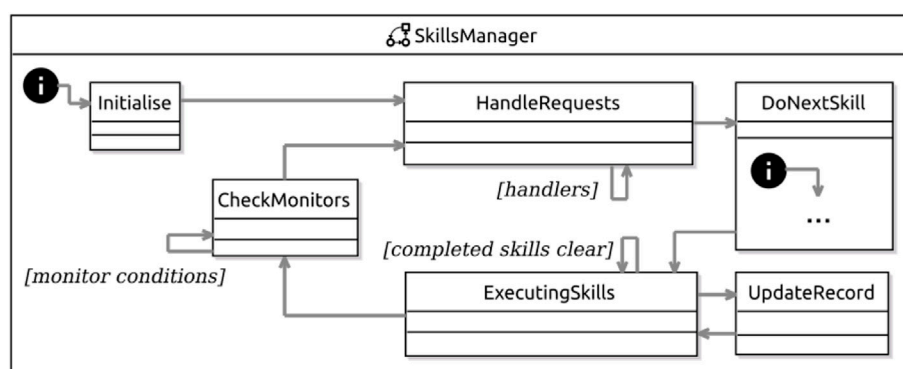 SkillsManager
i
Initialise
HandleRequests
DoNextSkill
i
...
[handlers]
CheckMonitors
[monitor conditions]
[completed skills clear]
ExecutingSkills
UpdateRecord